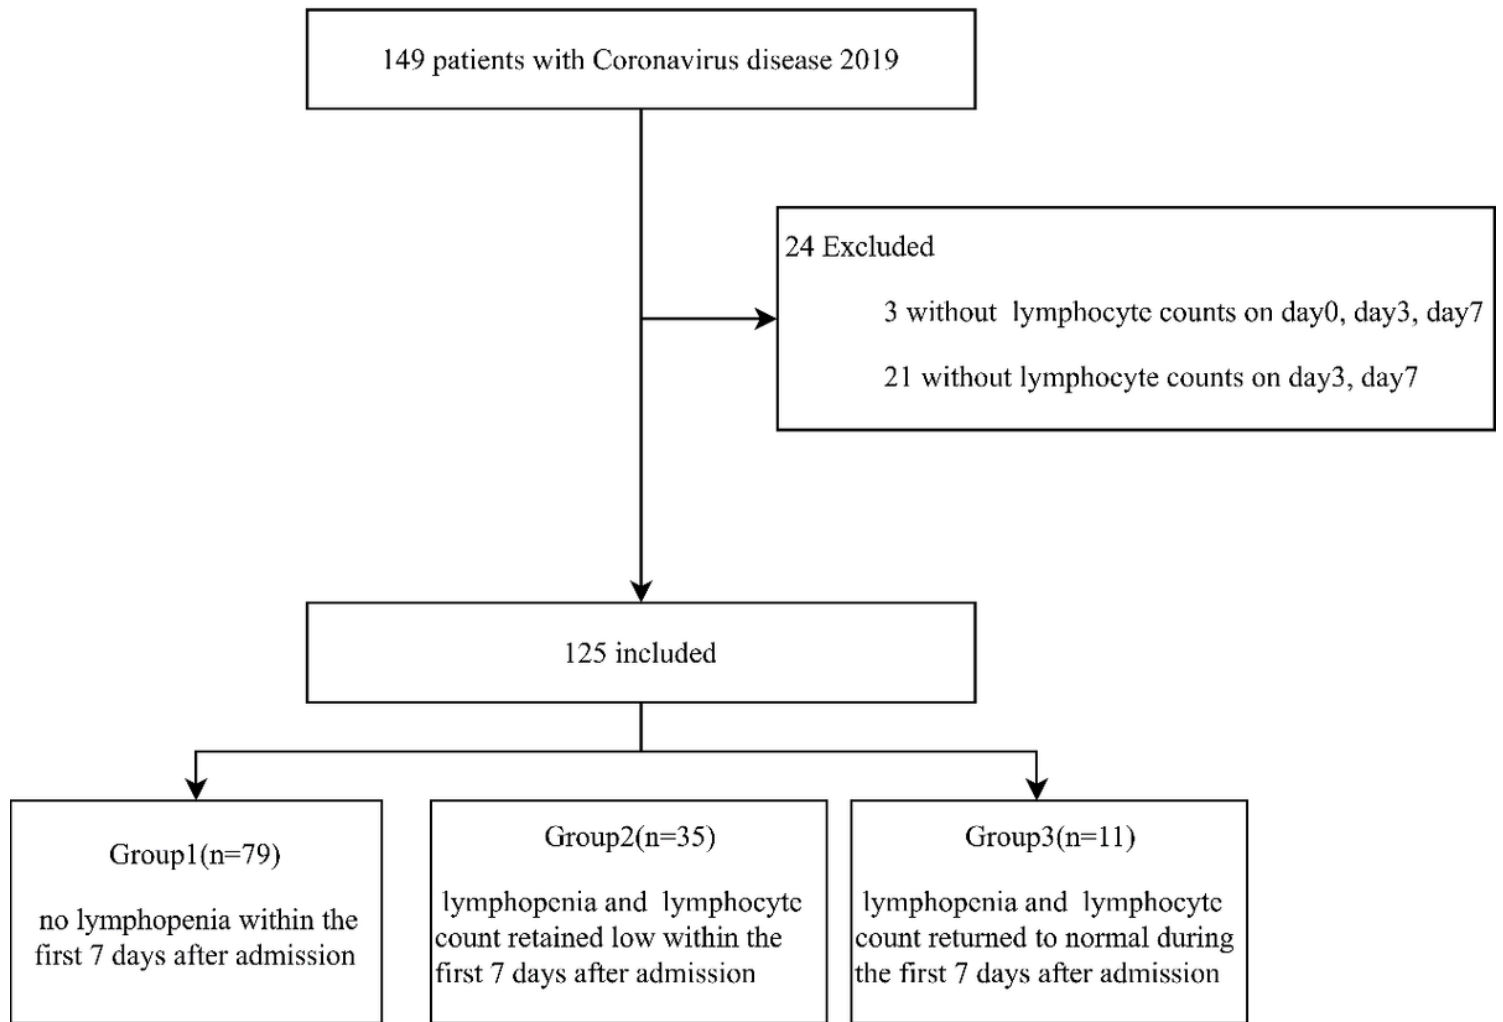 149 patients with Coronavirus disease 2019
24 Excluded
3 without lymphocyte counts on day0, day3, day7
21 without lymphocyte counts on day3, day7
125 included
Group1(n=79)
no lymphopenia within the
first 7 days after admission
Group2(n=35)
lymphopenia and lymphocyte
count retained low within the
first 7 days after admission
Group3(n=11)
lymphopenia and lymphocyte
count returned to normal during
the first 7 days after admission